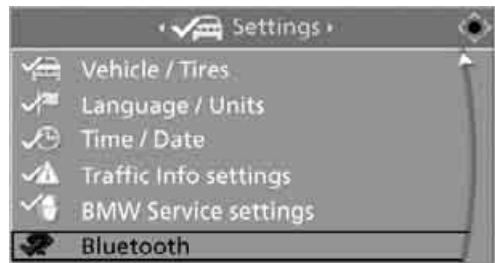 Settings
Vehicle / Tires
Language / Units
Time / Date
Traffic Info settings
BMW Service settings
Bluetooth